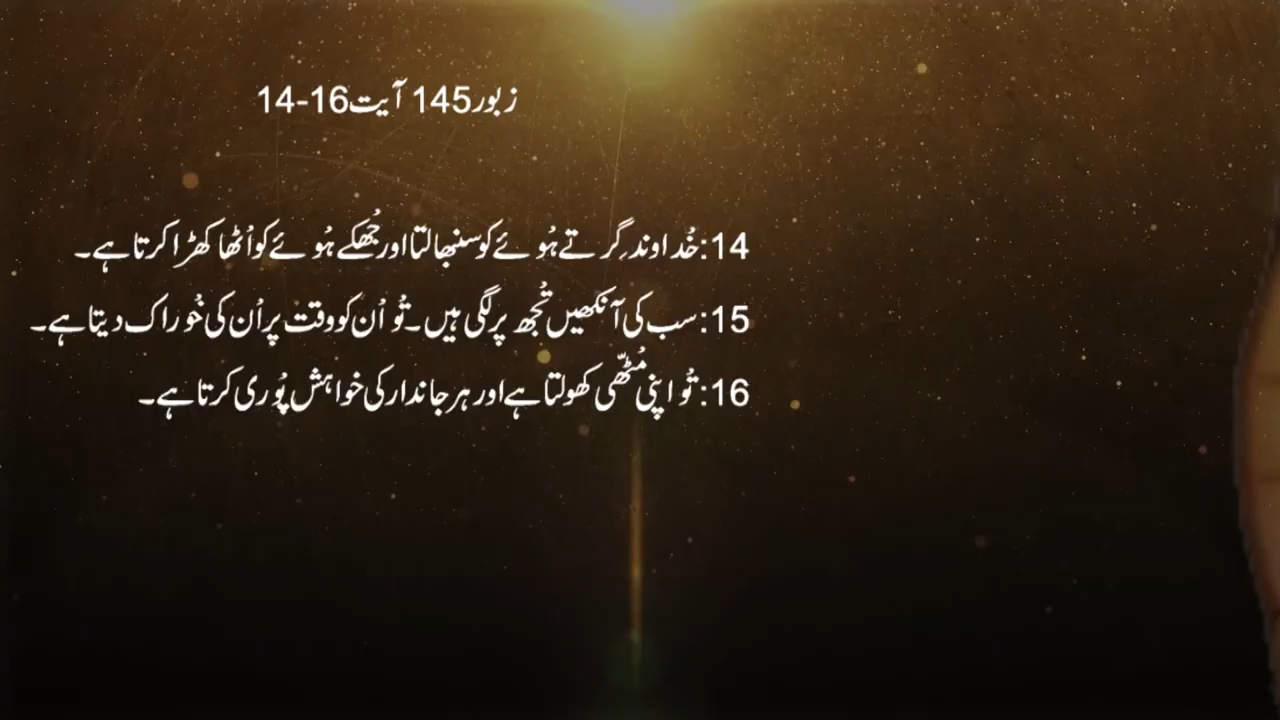 زبور145 آیت16-14
14:خُداوند گِرتے ہُوئے کو سنبھالتا اور جُھکے ہُوئے کو اُٹھا کھڑا کرتا ہے۔
15:سب کی آنکھیں تُجھ پر لگی ہیں۔ تُو اُن کو وقت پر اُن کی خُوراک دیتا ہے۔
16:تُو اپنی مُٹھّی کھولتا ہے اور ہر جاندار کی خواہش پُوری کرتا ہے۔